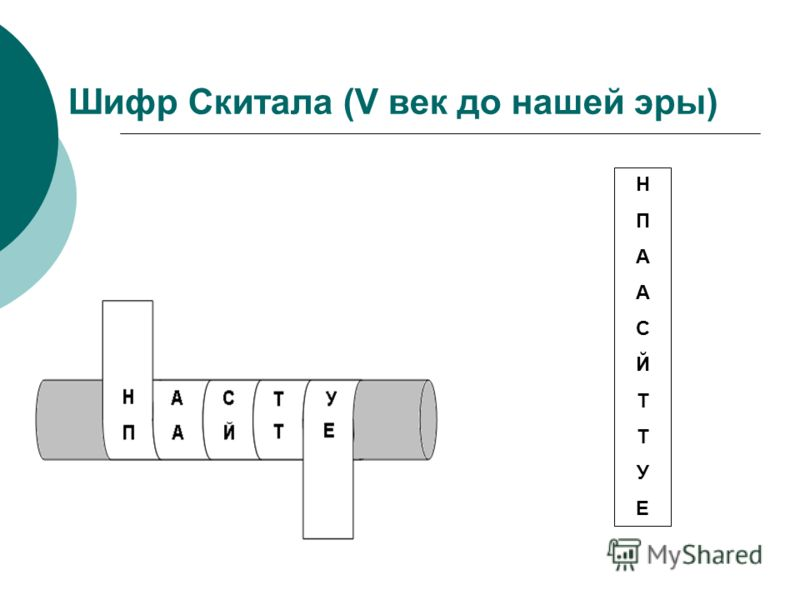 Шифр Скитала (V век до нашей эры)
Н А С Т У
П А Й Т Е
Н
П
А
А
С
Й
Т
Т
У
Е
MyShared